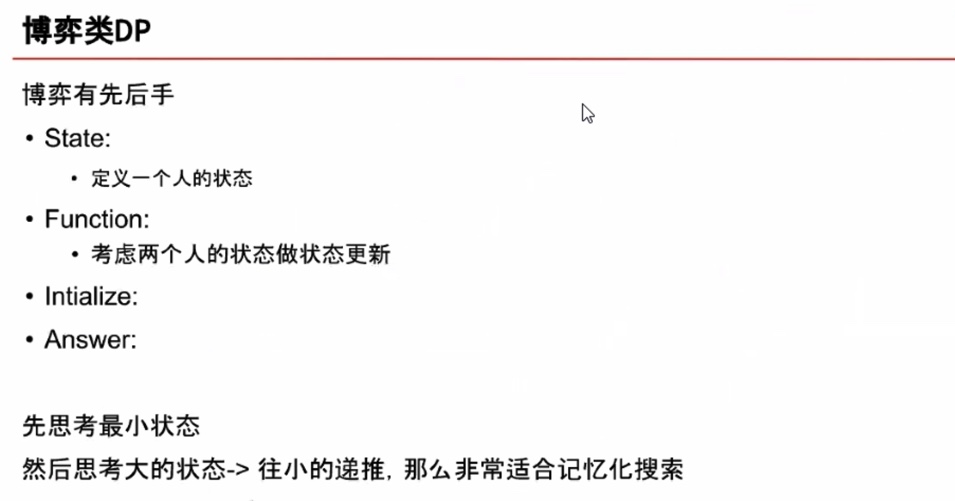 博弈类DP
博弈有先后手
• State:
• 定义一个人的状态
• Function:
• 考虑两个人的状态做状态更新
• Intialize:
• Answer:
先思考最小状态
然后思考大的状态-> 往小的递推, 那么非常适合记忆化搜索